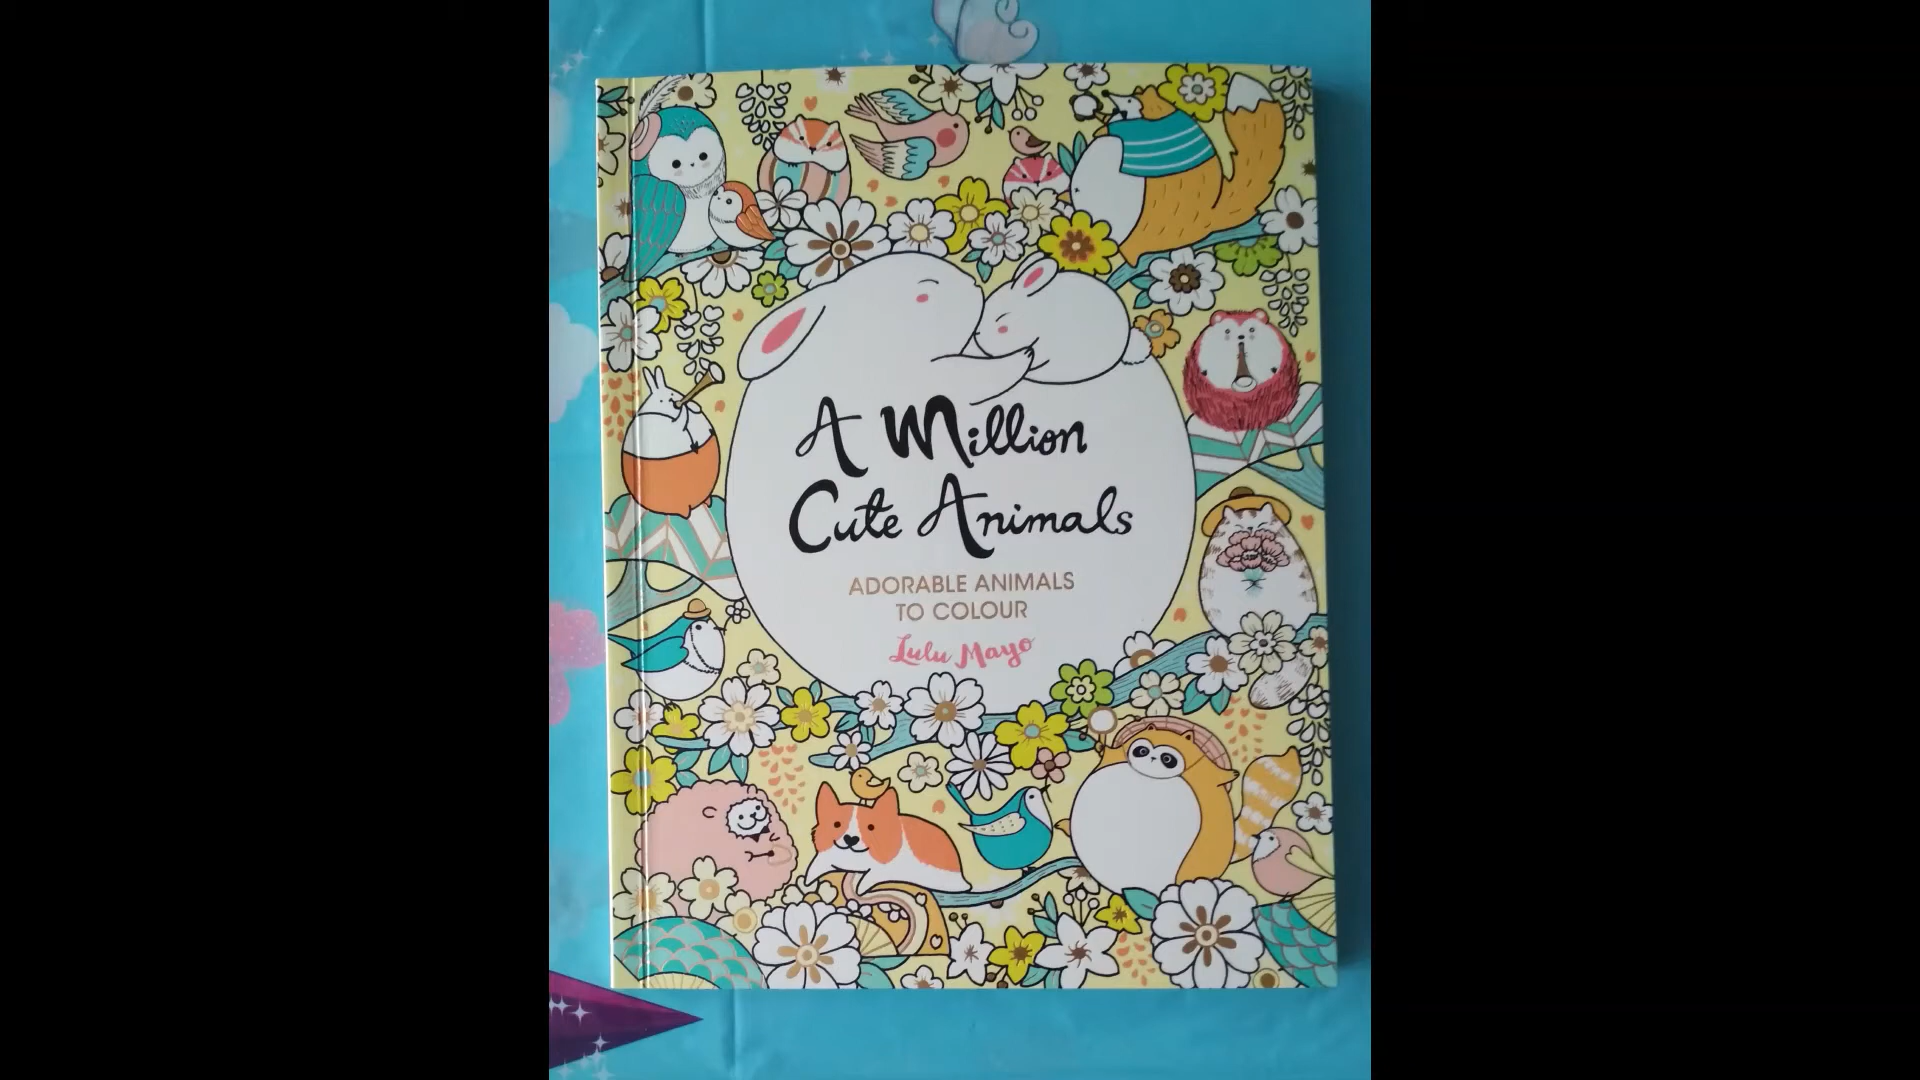 A Million
Cute Animals
ADORABLE ANIMALS
TO COLOUR
Lulu Mayo